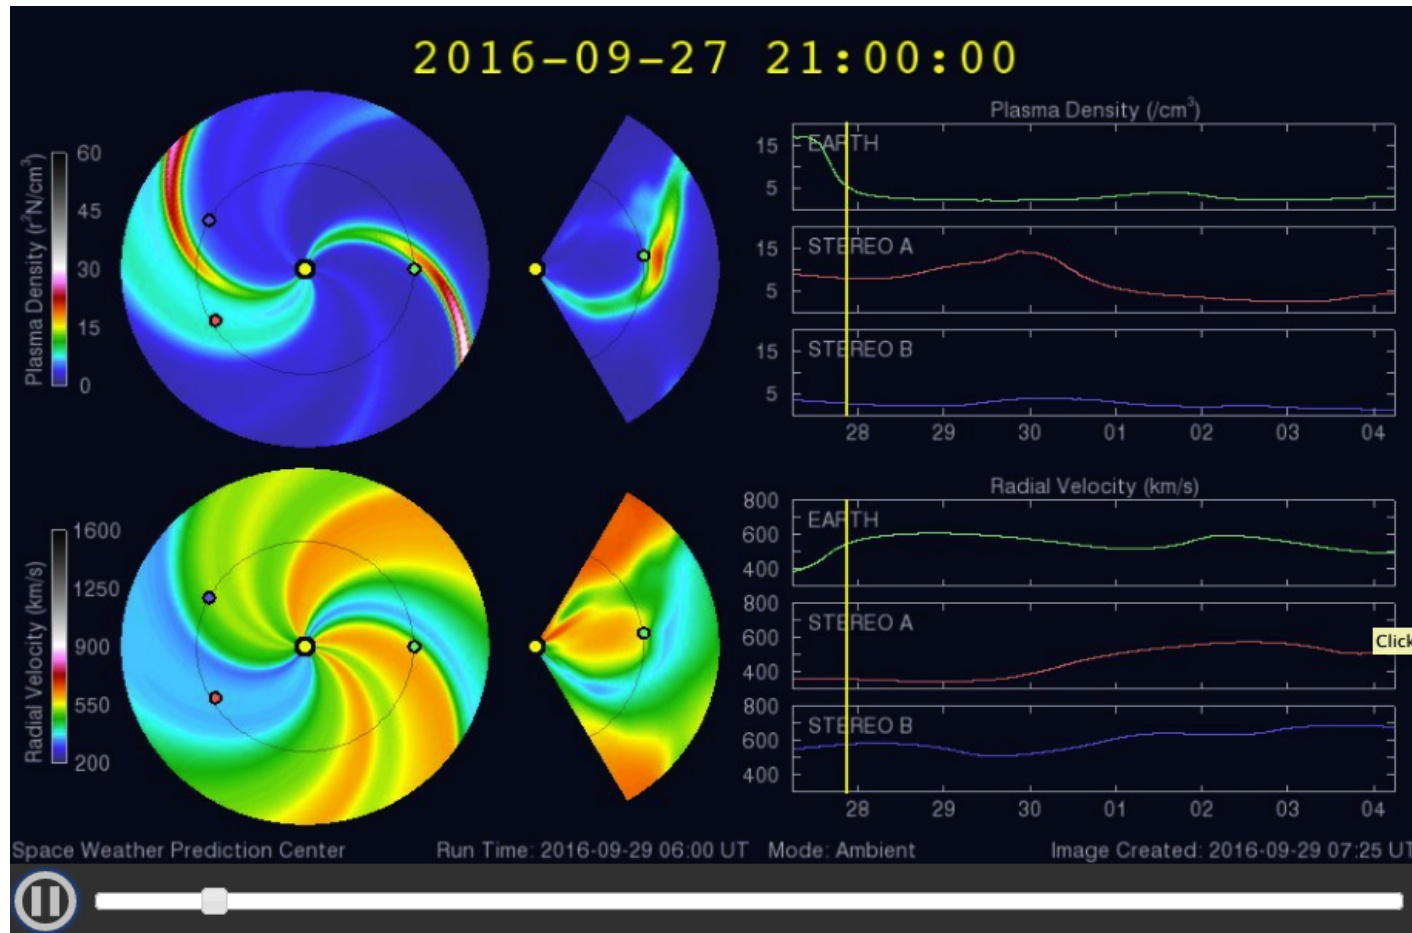 2016-09-27 21:00:00
Plasma Density (r²N/cm³)
60
45
30
15
0
Plasma Density (/cm³)
EARTH
15
5
STEREO A
15
5
STEREO B
15
5
28 29 30 01 02 03 04
Radial Velocity (km/s)
1600
1250
900
550
200
Radial Velocity (km/s)
800
EARTH
600
400
800
STEREO A
600
400
Click
800
STEREO B
600
400
28 29 30 01 02 03 04
Space Weather Prediction Center Run Time: 2016-09-29 06:00 UT Mode: Ambient Image Created: 2016-09-29 07:25 UT